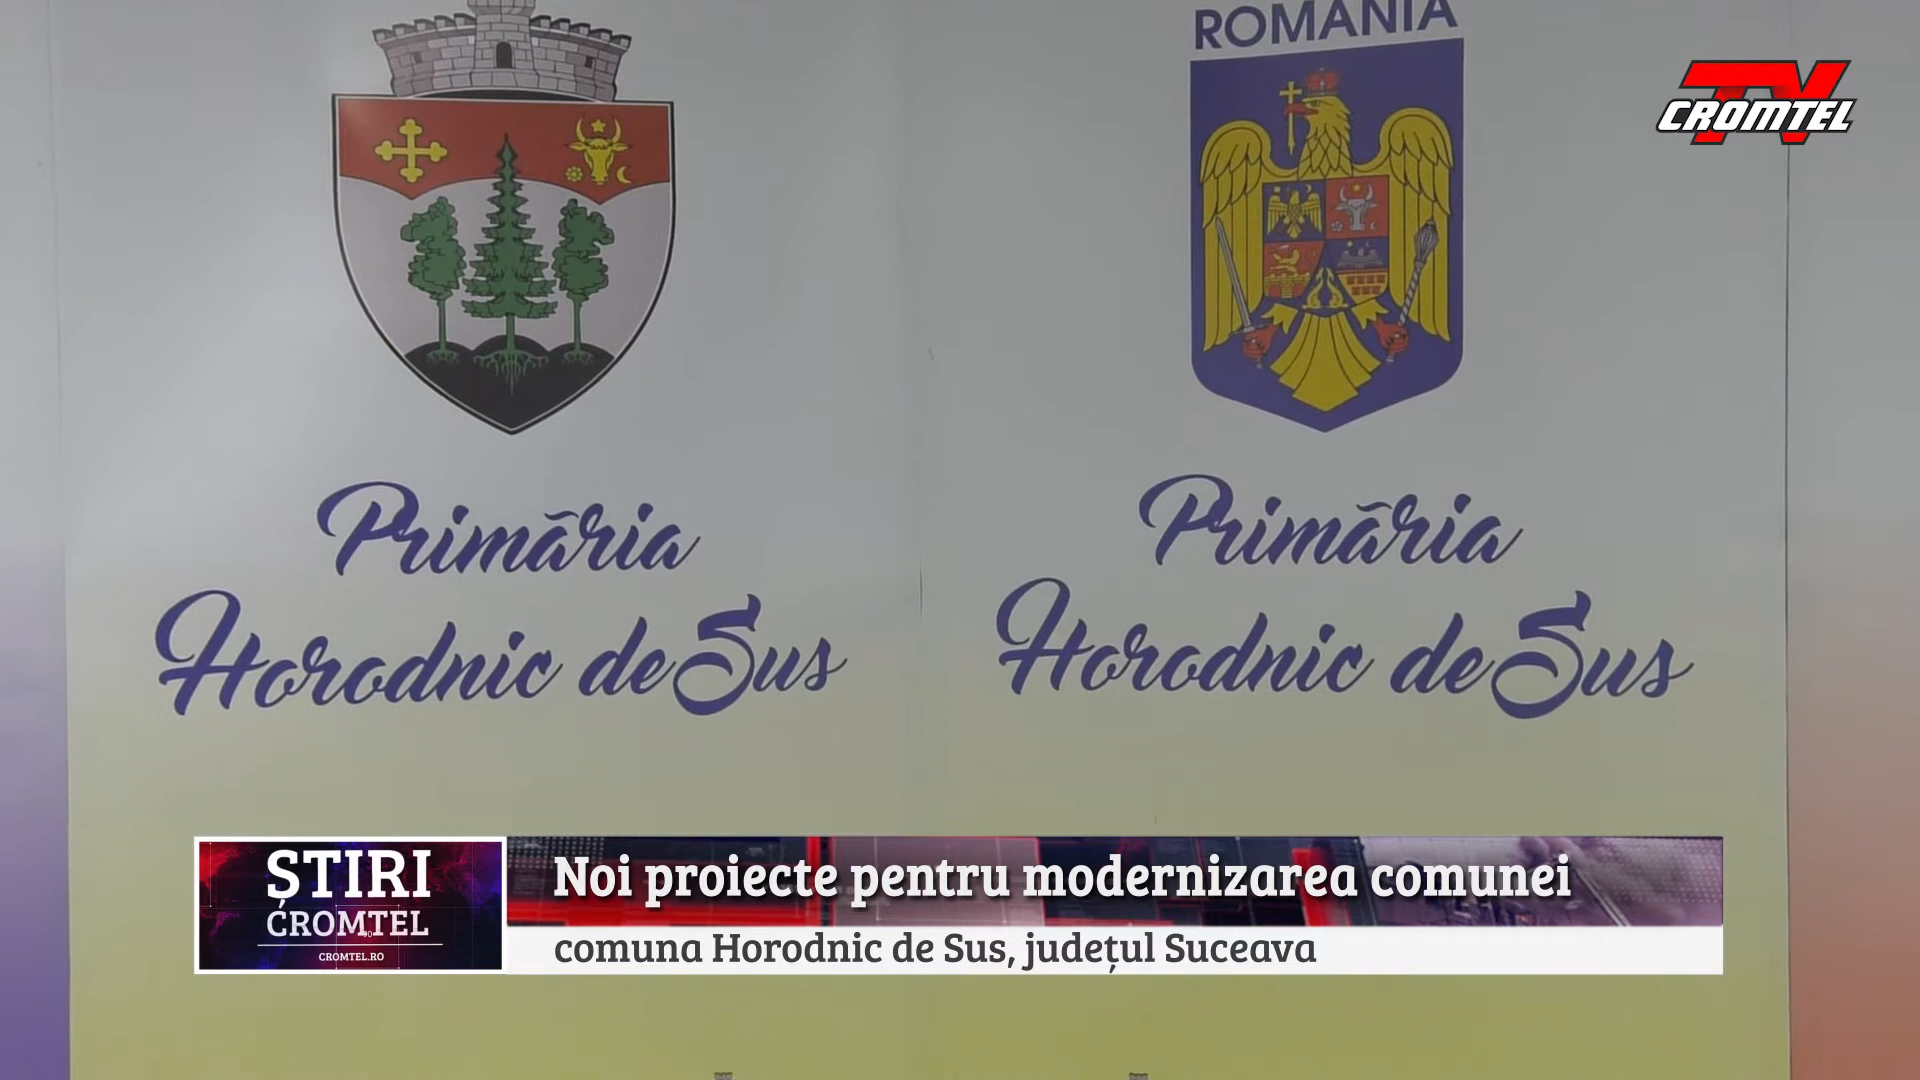 ROMÂNIA
TV
CROMTEL
Primăria
Horodnic de Sus
Primăria
Horodnic de Sus
ȘTIRI
CROMTEL
CROMTEL.RO
Noi proiecte pentru modernizarea comunei
comuna Horodnic de Sus, județul Suceava